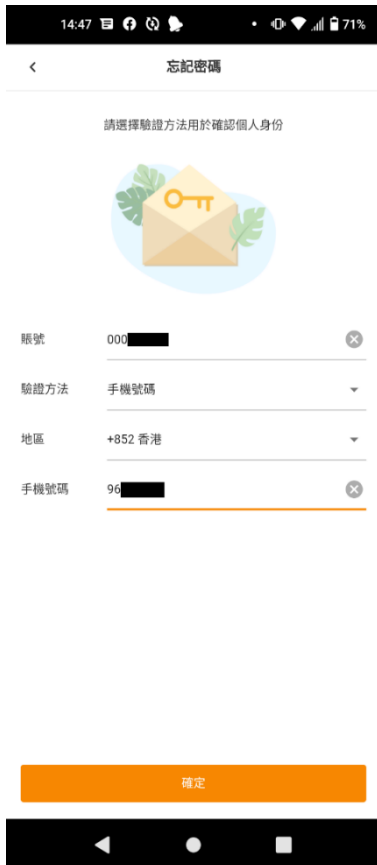 14:47 71%
忘記密碼
請選擇驗證方法用於確認個人身份
賬號 000
驗證方法 手機號碼
地區 +852 香港
手機號碼 96
確定